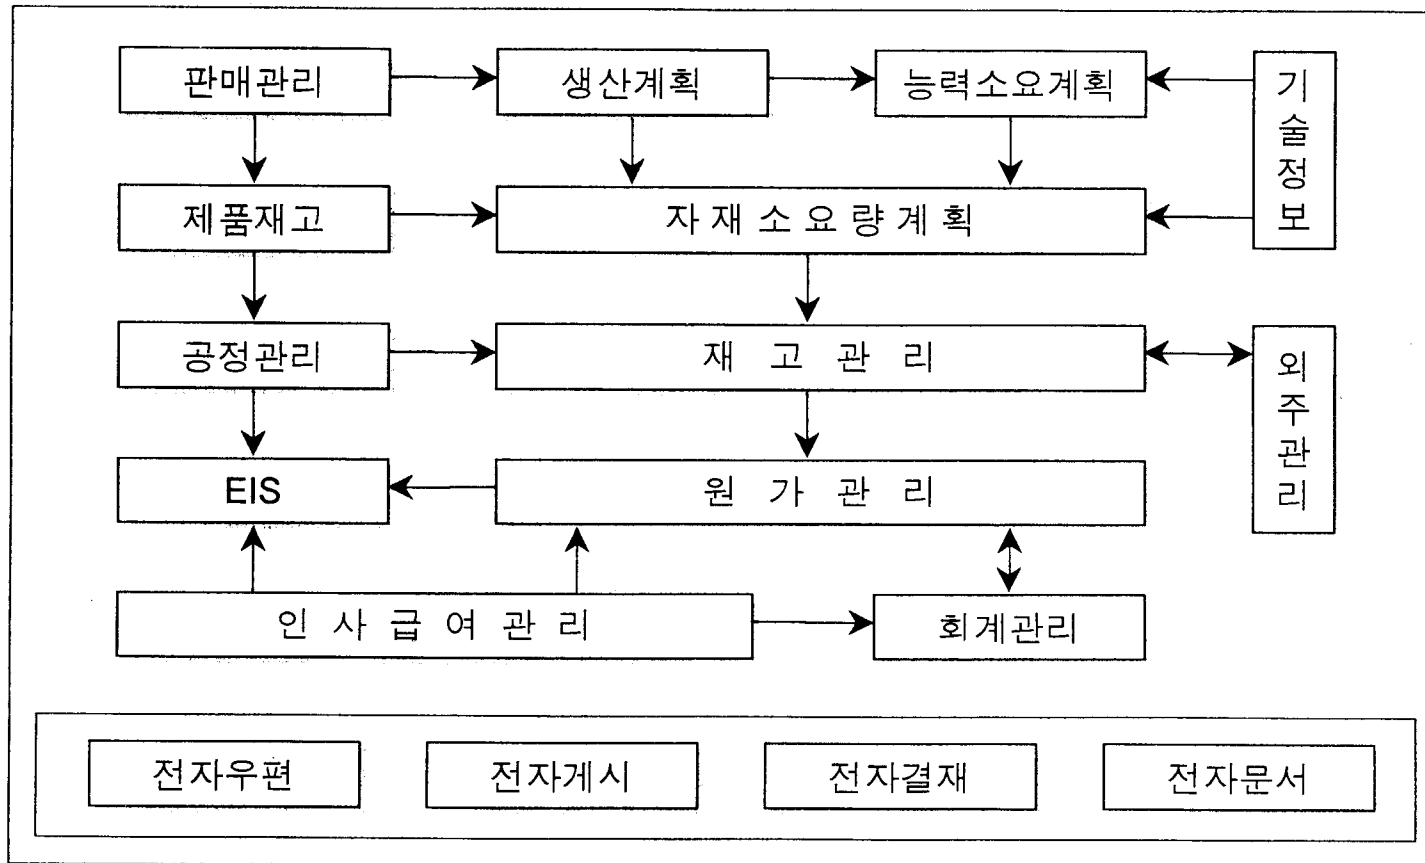 판매관리
생산계획
능력소요계획
기술정보
제품재고
자재소요량계획
공정관리
재고관리
외주관리
EIS
원가관리
인사급여관리
회계관리
전자우편
전자게시
전자결재
전자문서